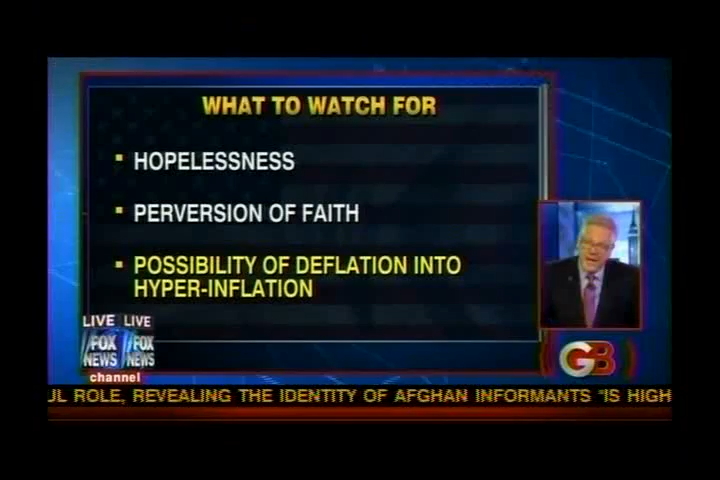 WHAT TO WATCH FOR
HOPELESSNESS
PERVERSION OF FAITH
POSSIBILITY OF DEFLATION INTO
HYPER-INFLATION
LIVE LIVE
FOX FOX
NEWS NEWS
channel
GB
UL ROLE, REVEALING THE IDENTITY OF AFGHAN INFORMANTS "IS HIGH